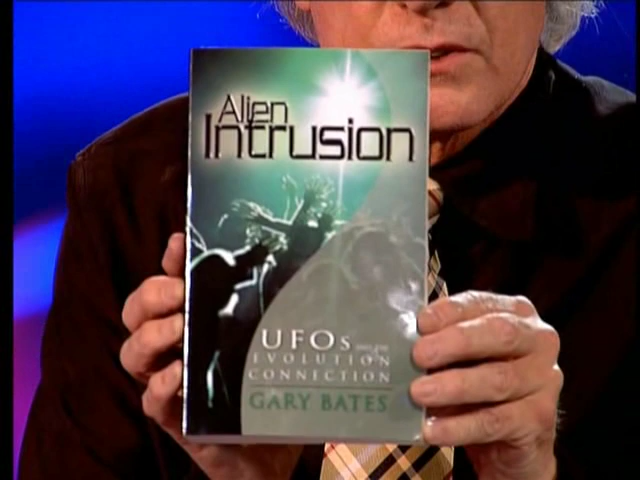 Alien
Intrusion
UFOs
EVOLUTION
CONNECTION
GARY BATES